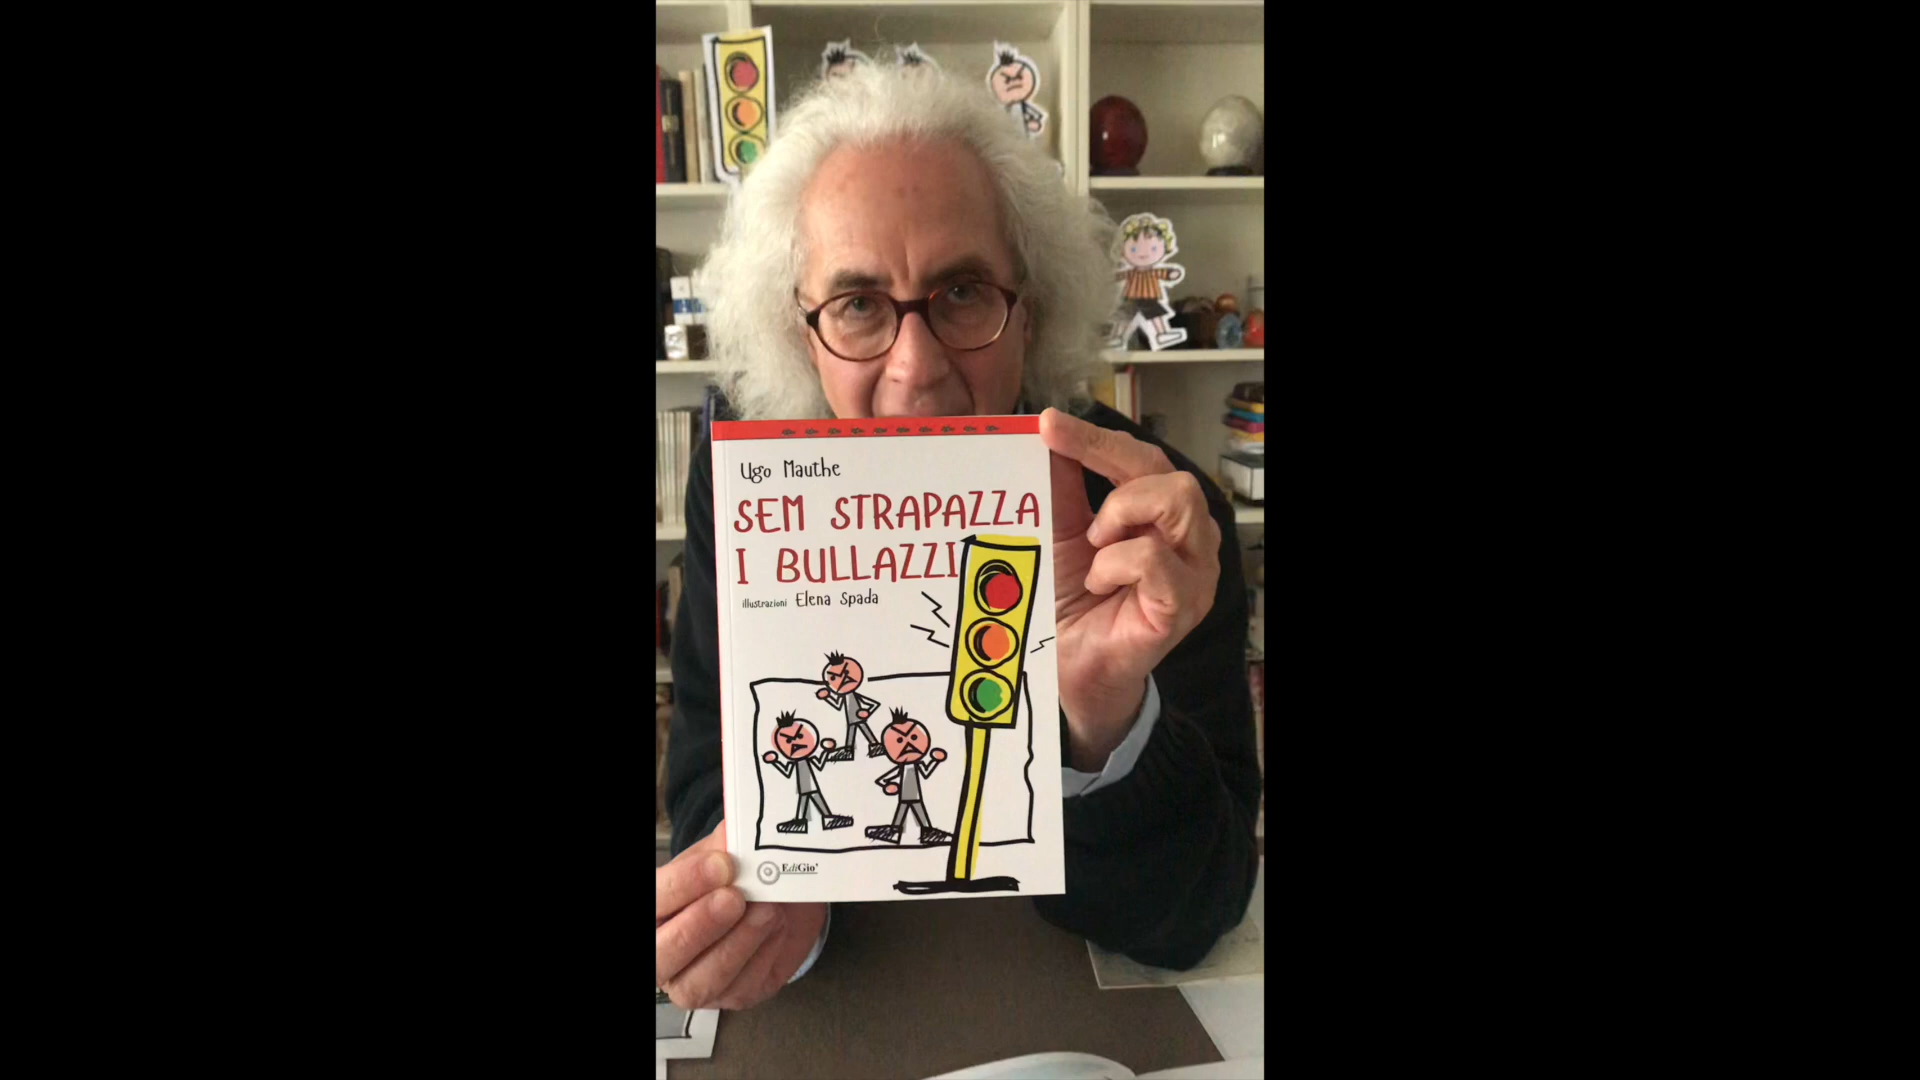 Ugo Mauthe
SEM STRAPAZZA
I BULLAZZI
illustrazioni Elena Spada
EdiGio'